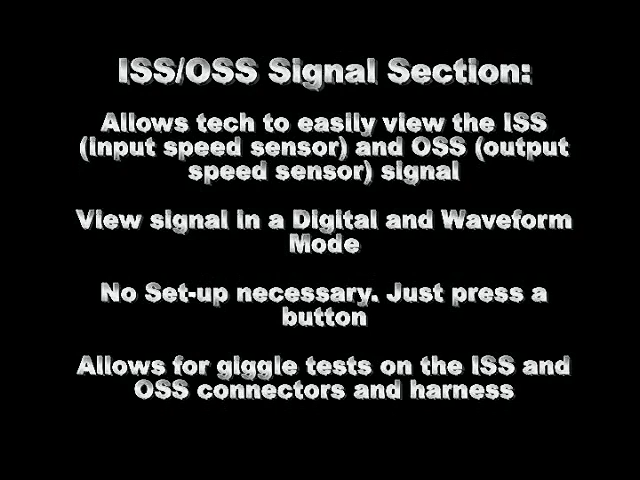 ISS/OSS Signal Section:
Allows tech to easily view the ISS
(input speed sensor) and OSS (output
speed sensor) signal
View signal in a Digital and Waveform
Mode
No Set-up necessary. Just press a
button
Allows for giggle tests on the ISS and
OSS connectors and harness